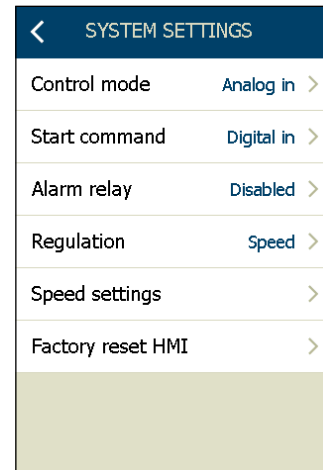 SYSTEM SETTINGS
Control mode Analog in
Start command Digital in
Alarm relay Disabled
Regulation Speed
Speed settings
Factory reset HMI